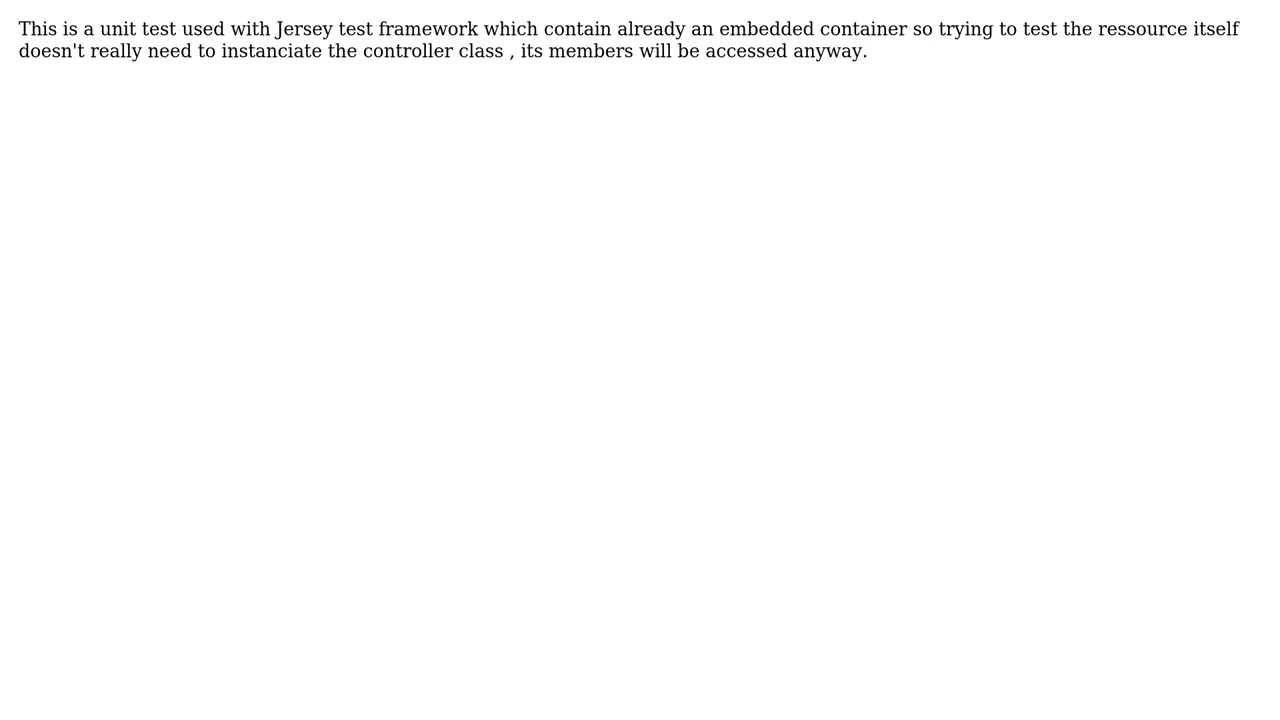 This is a unit test used with Jersey test framework which contain already an embedded container so trying to test the ressource itself
doesn't really need to instanciate the controller class , its members will be accessed anyway.